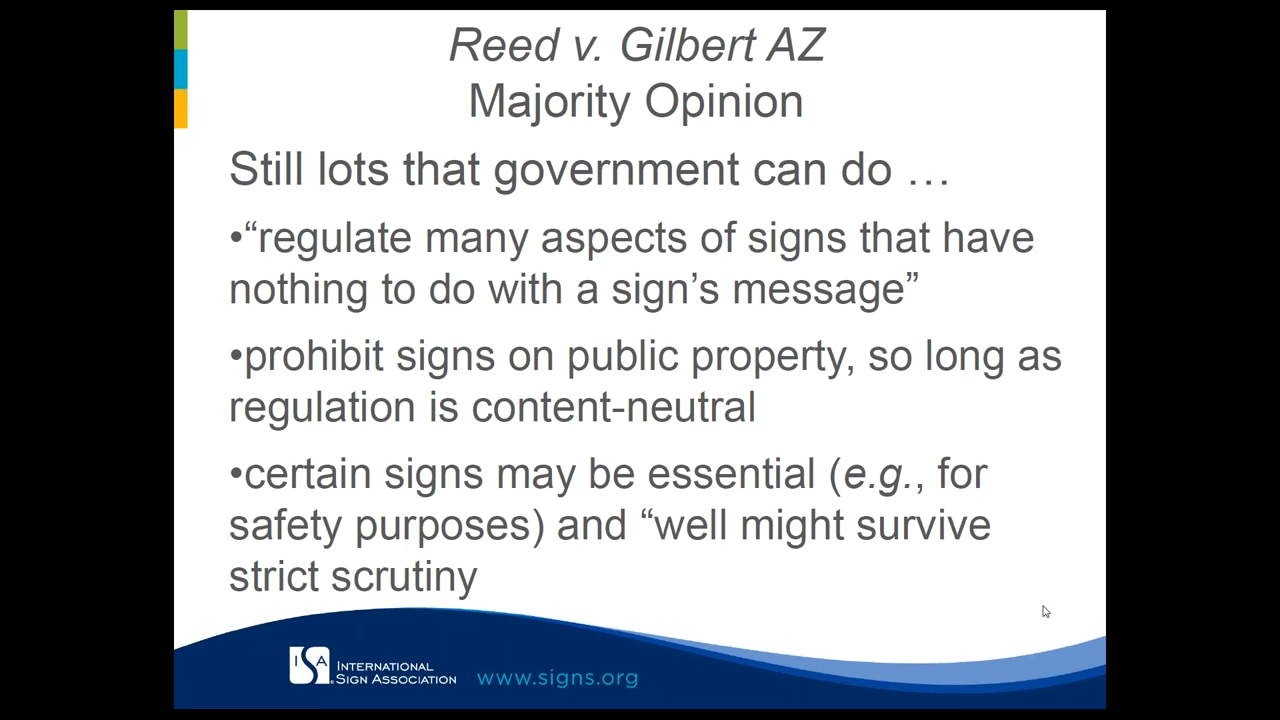 Reed v. Gilbert AZ
Majority Opinion
Still lots that government can do …
•“regulate many aspects of signs that have
nothing to do with a sign’s message”
•prohibit signs on public property, so long as
regulation is content-neutral
•certain signs may be essential (e.g., for
safety purposes) and “well might survive
strict scrutiny
ISA
INTERNATIONAL
® SIGN ASSOCIATION
www.signs.org